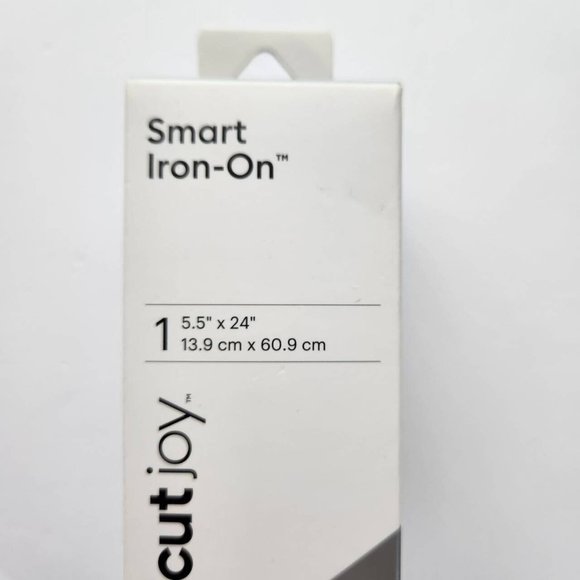 Smart
Iron-On™
1 5.5" x 24"
13.9 cm x 60.9 cm
cut joy™